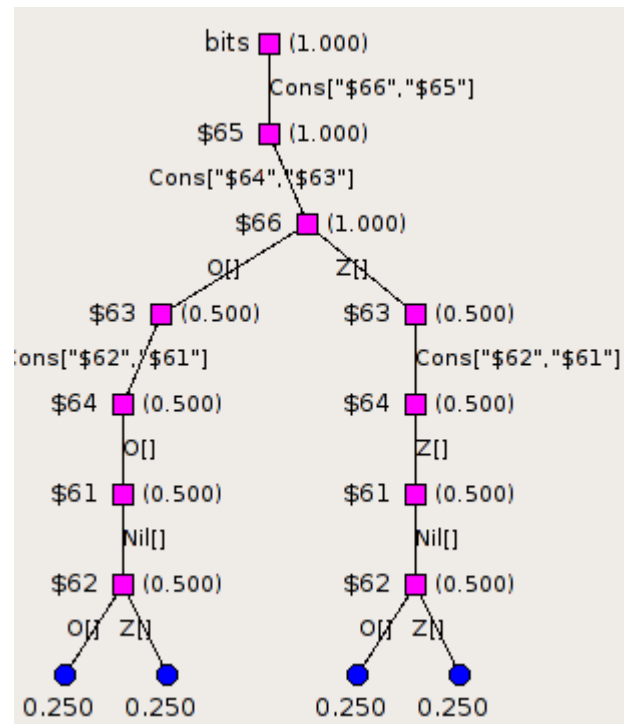 bits (1.000)
Cons["$66","$65"]
$65 (1.000)
Cons["$64","$63"]
$66 (1.000)
O[] Z[]
$63 (0.500) $63 (0.500)
Cons["$62","$61"] Cons["$62","$61"]
$64 (0.500) $64 (0.500)
O[] Z[]
$61 (0.500) $61 (0.500)
Nil[] Nil[]
$62 (0.500) $62 (0.500)
O[] Z[] O[] Z[]
0.250 0.250 0.250 0.250